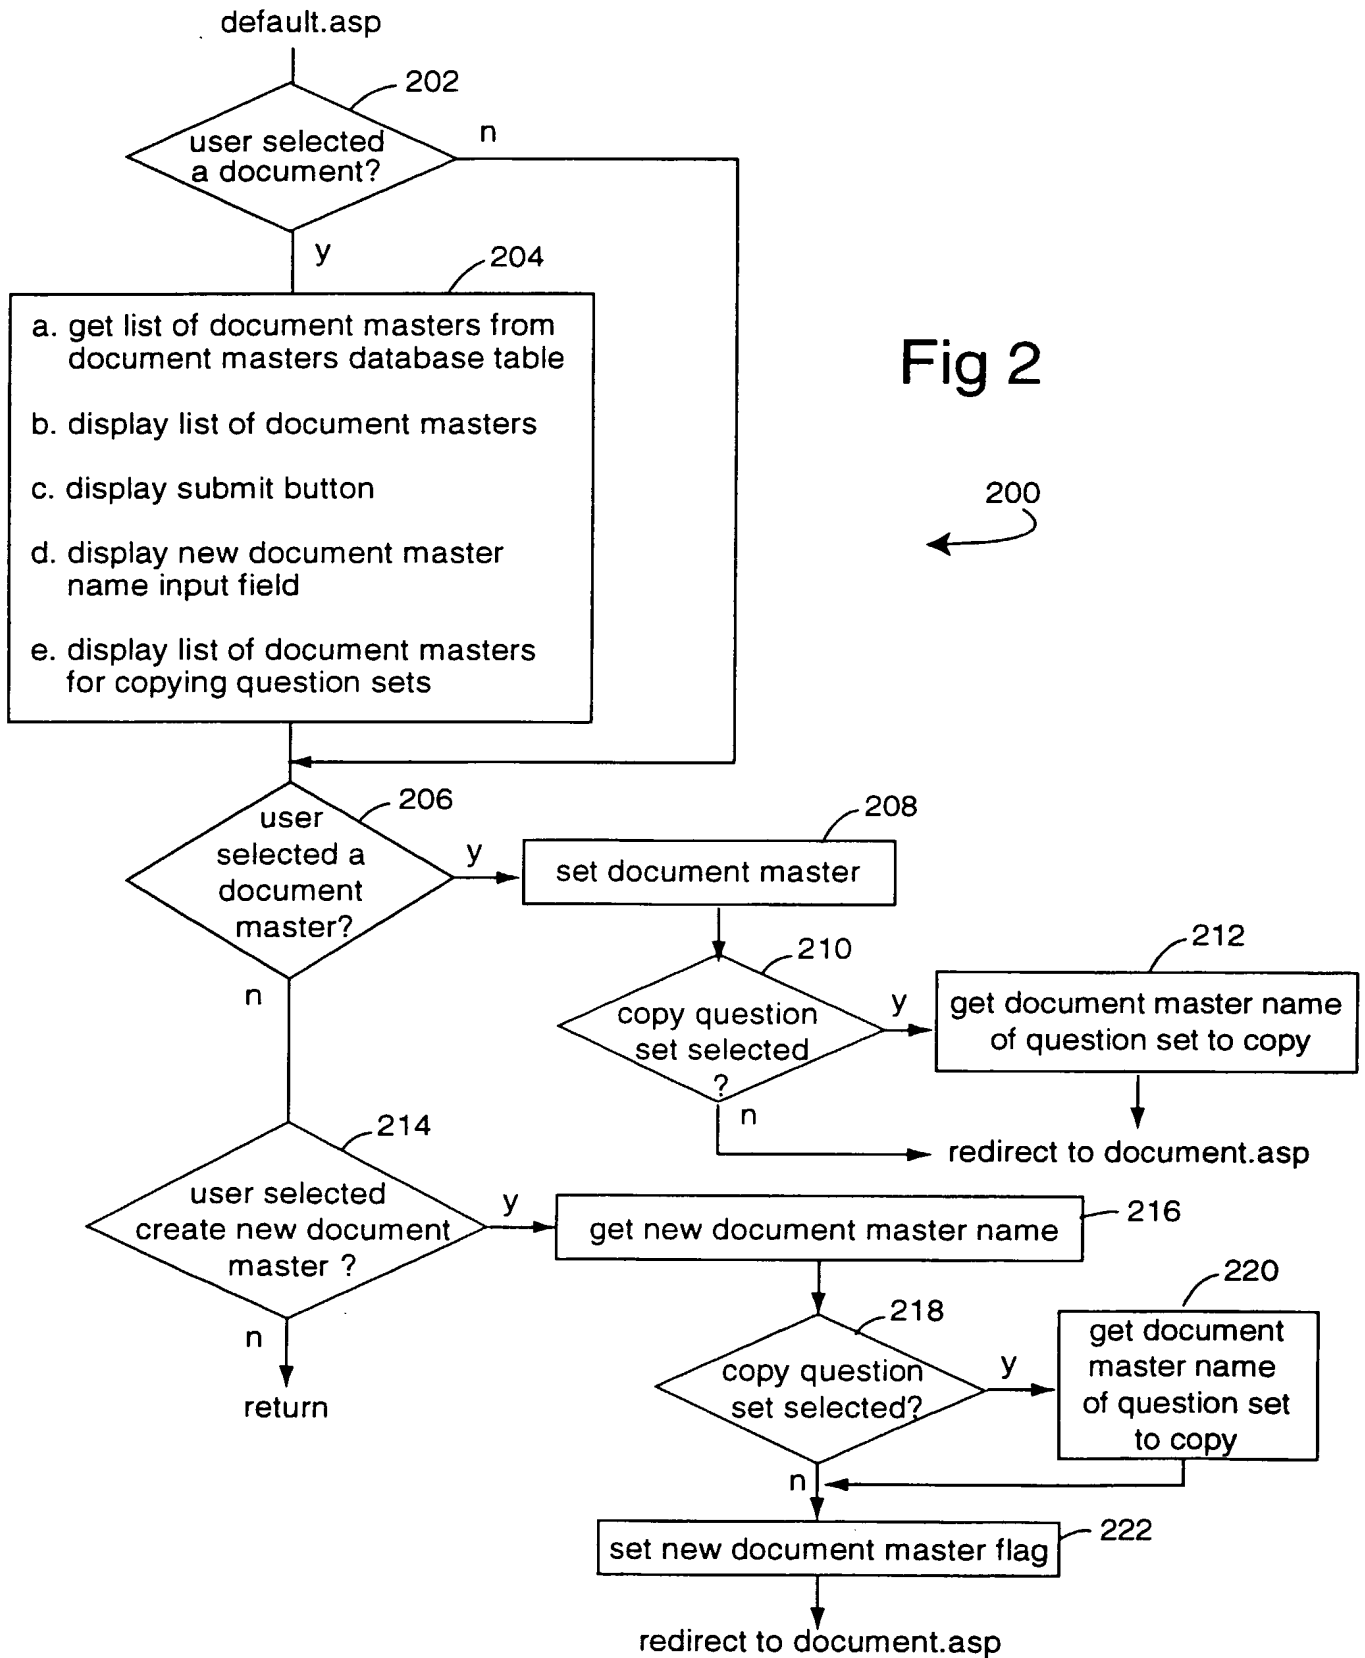 default.asp
202
user selected
a document?
n
y
204
a. get list of document masters from
document masters database table
b. display list of document masters
c. display submit button
d. display new document master
name input field
e. display list of document masters
for copying question sets
Fig 2
200
206
user
selected a
document
master?
y
n
208
set document master
210
copy question
set selected
?
y
n
212
get document master name
of question set to copy
redirect to document.asp
214
user selected
create new document
master ?
y
n
return
216
get new document master name
218
copy question
set selected?
y
n
220
get document
master name
of question set
to copy
222
set new document master flag
redirect to document.asp